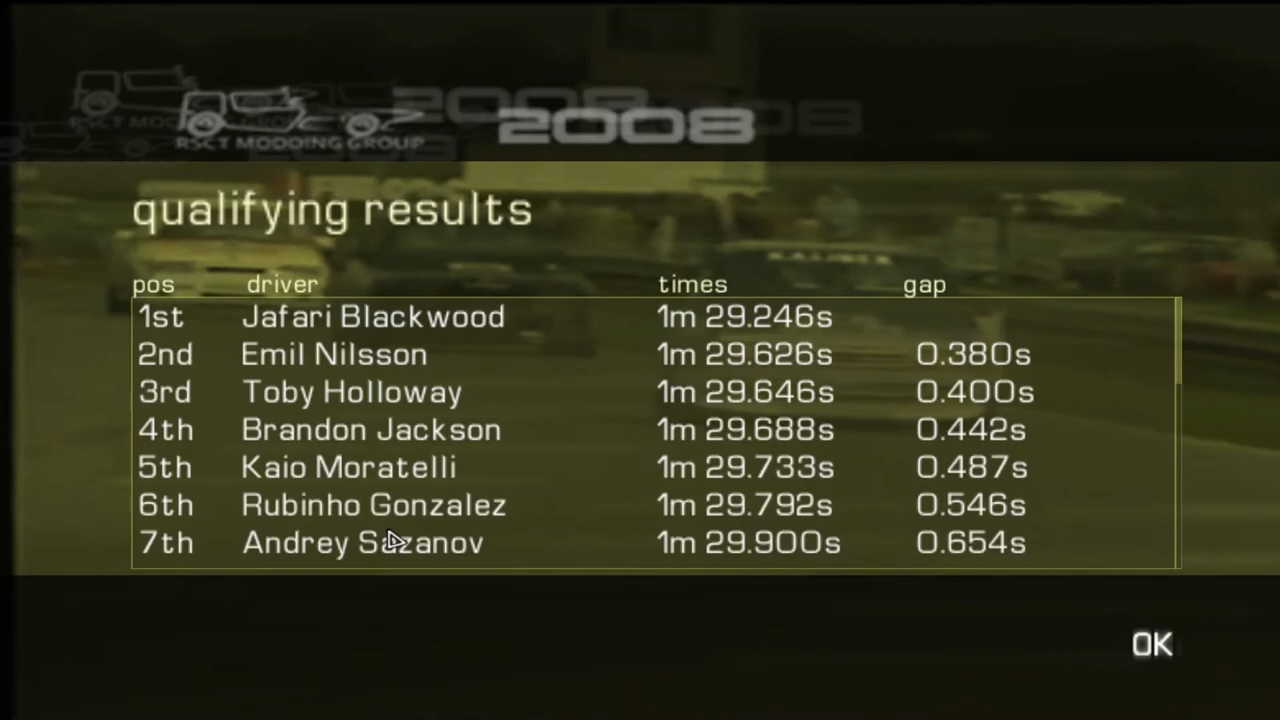 2008
RSCT MODDING GROUP
qualifying results
pos driver times gap
1st Jafari Blackwood 1m 29.246s
2nd Emil Nilsson 1m 29.626s 0.380s
3rd Toby Holloway 1m 29.646s 0.400s
4th Brandon Jackson 1m 29.688s 0.442s
5th Kaio Moratelli 1m 29.733s 0.487s
6th Rubinho Gonzalez 1m 29.792s 0.546s
7th Andrey Sazanov 1m 29.900s 0.654s
OK